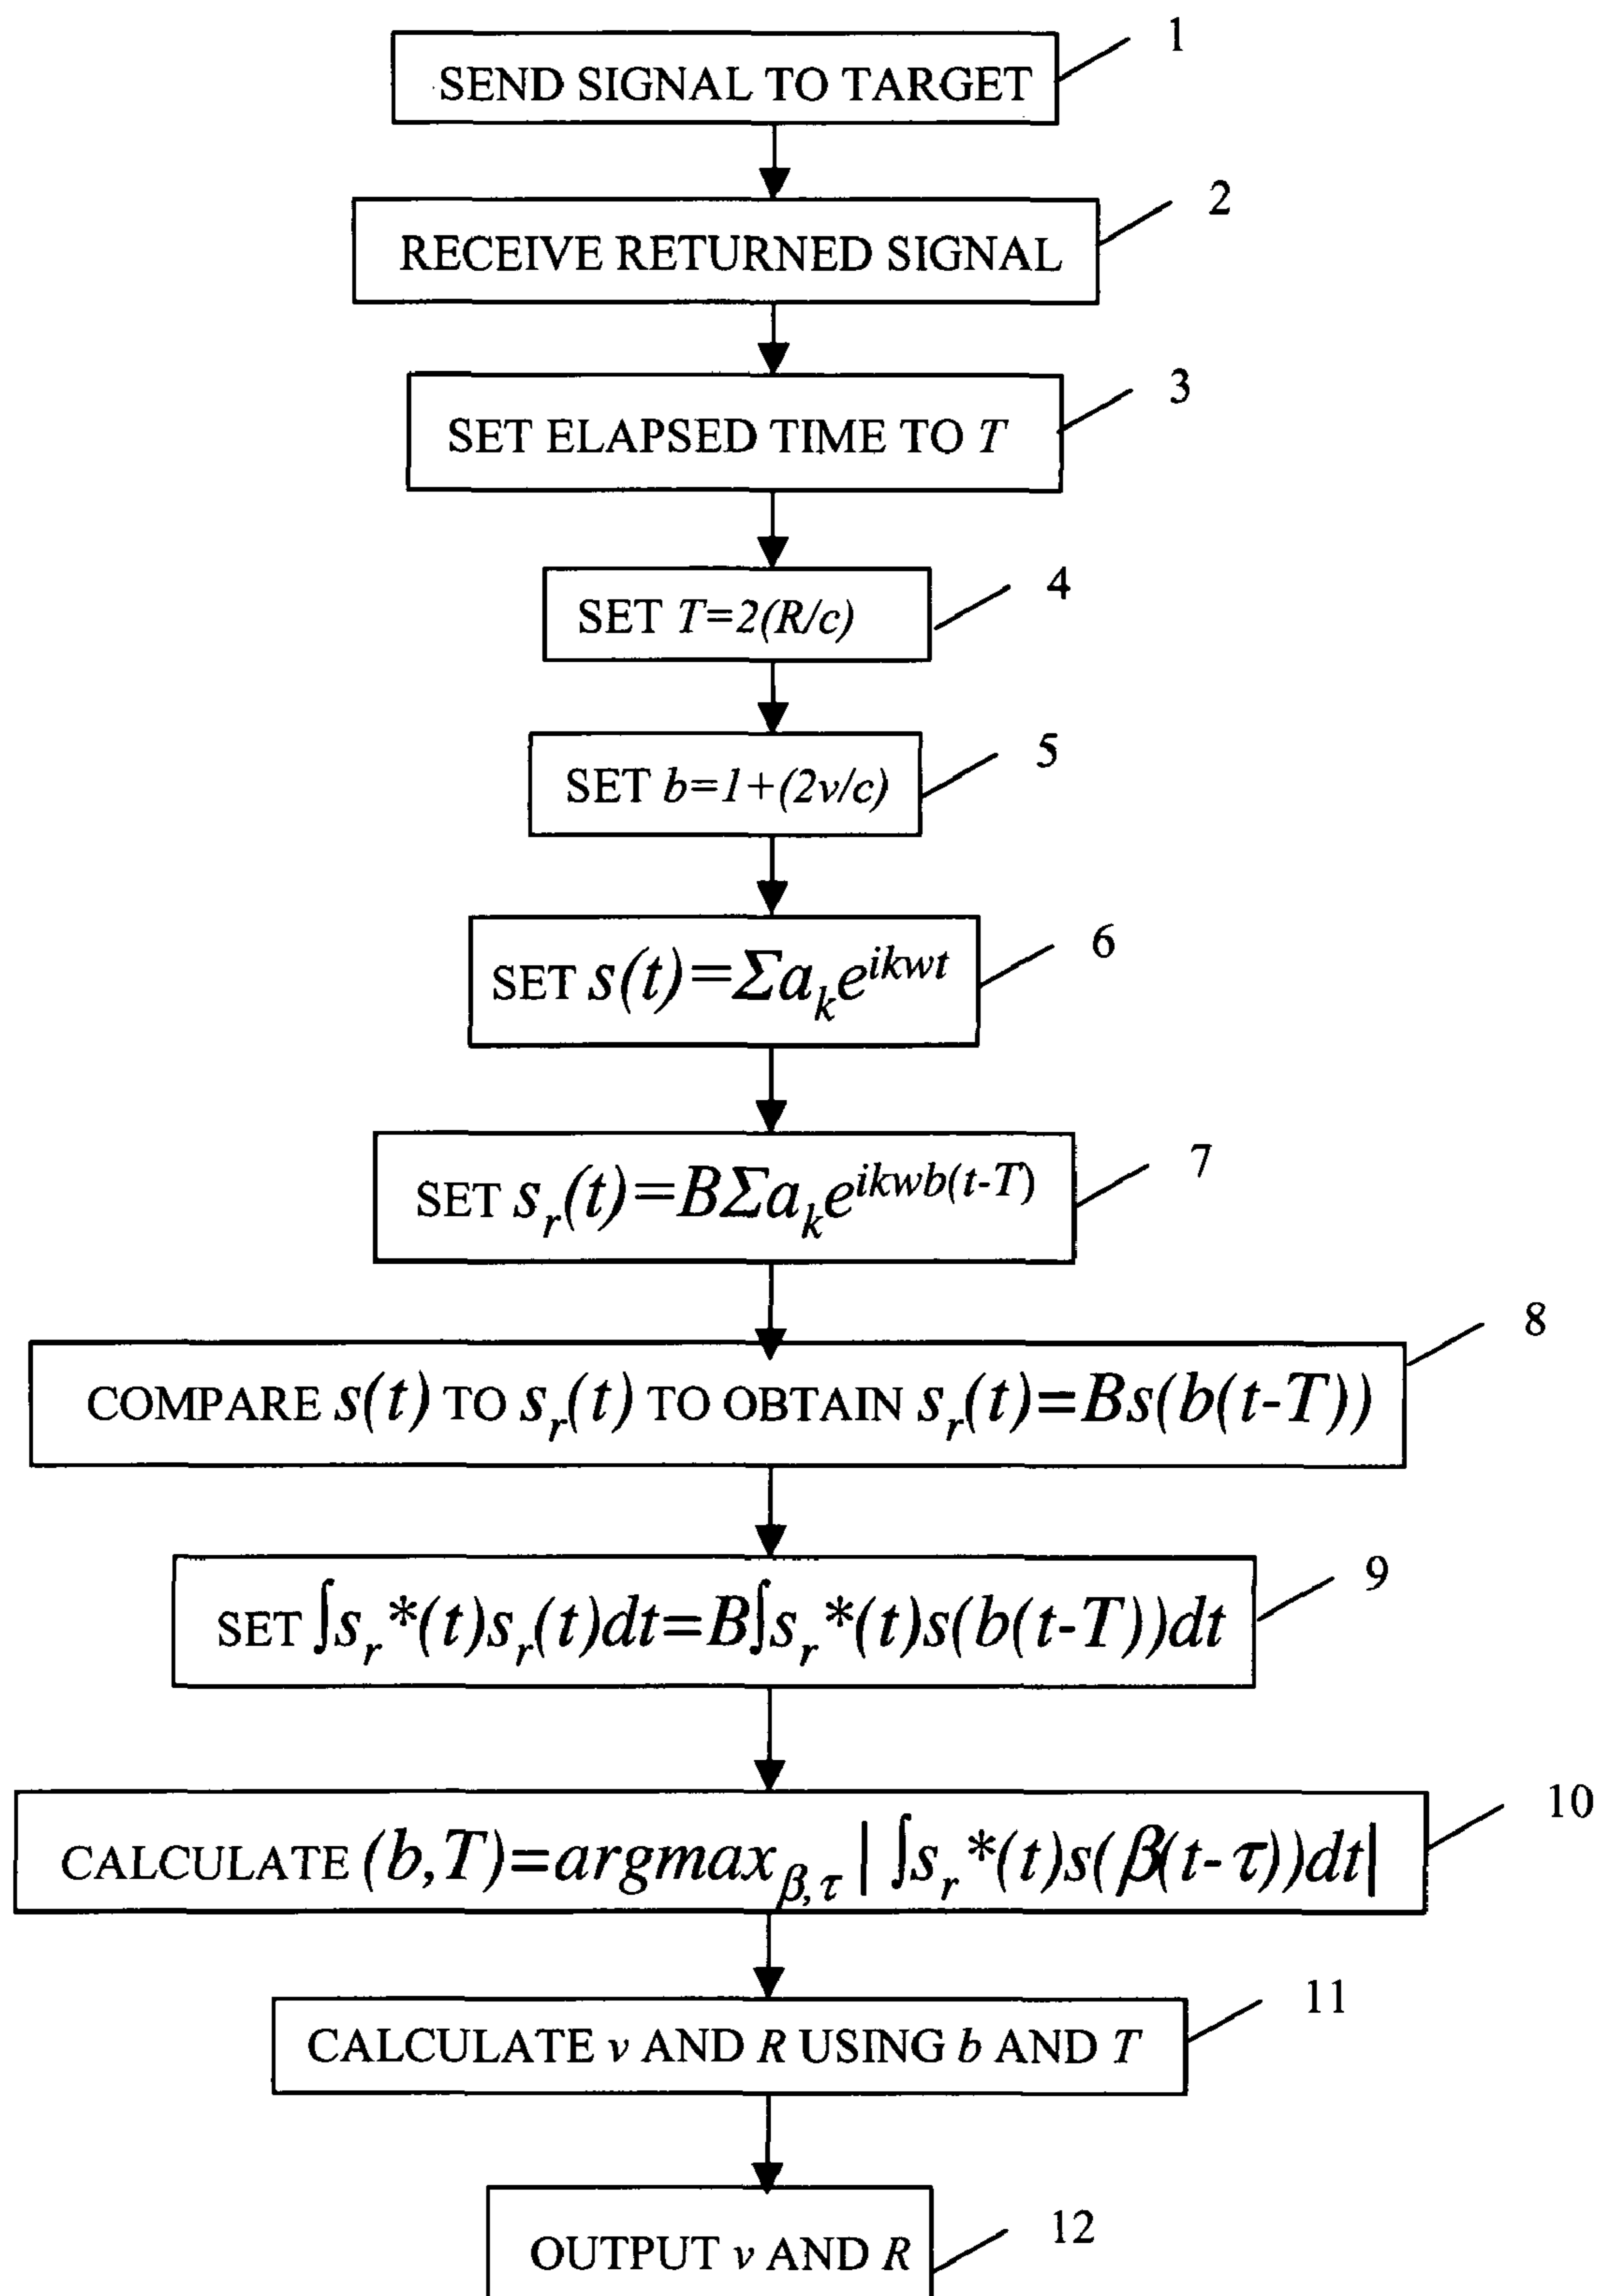 1
SEND SIGNAL TO TARGET
2
RECEIVE RETURNED SIGNAL
3
SET ELAPSED TIME TO T
4
SET T=2(R/c)
5
SET b=1+(2v/c)
6
SET s(t)=Σa_k e^{ikwt}
7
SET s_r(t)=BΣa_k e^{ikwb(t-T)}
8
COMPARE s(t) TO s_r(t) TO OBTAIN s_r(t)=Bs(b(t-T))
9
SET ∫s_r*(t)s_r(t)dt=B∫s_r*(t)s(b(t-T))dt
10
CALCULATE (b,T)=argmax_{β,τ}|∫s_r*(t)s(β(t-τ))dt|
11
CALCULATE v AND R USING b AND T
12
OUTPUT v AND R